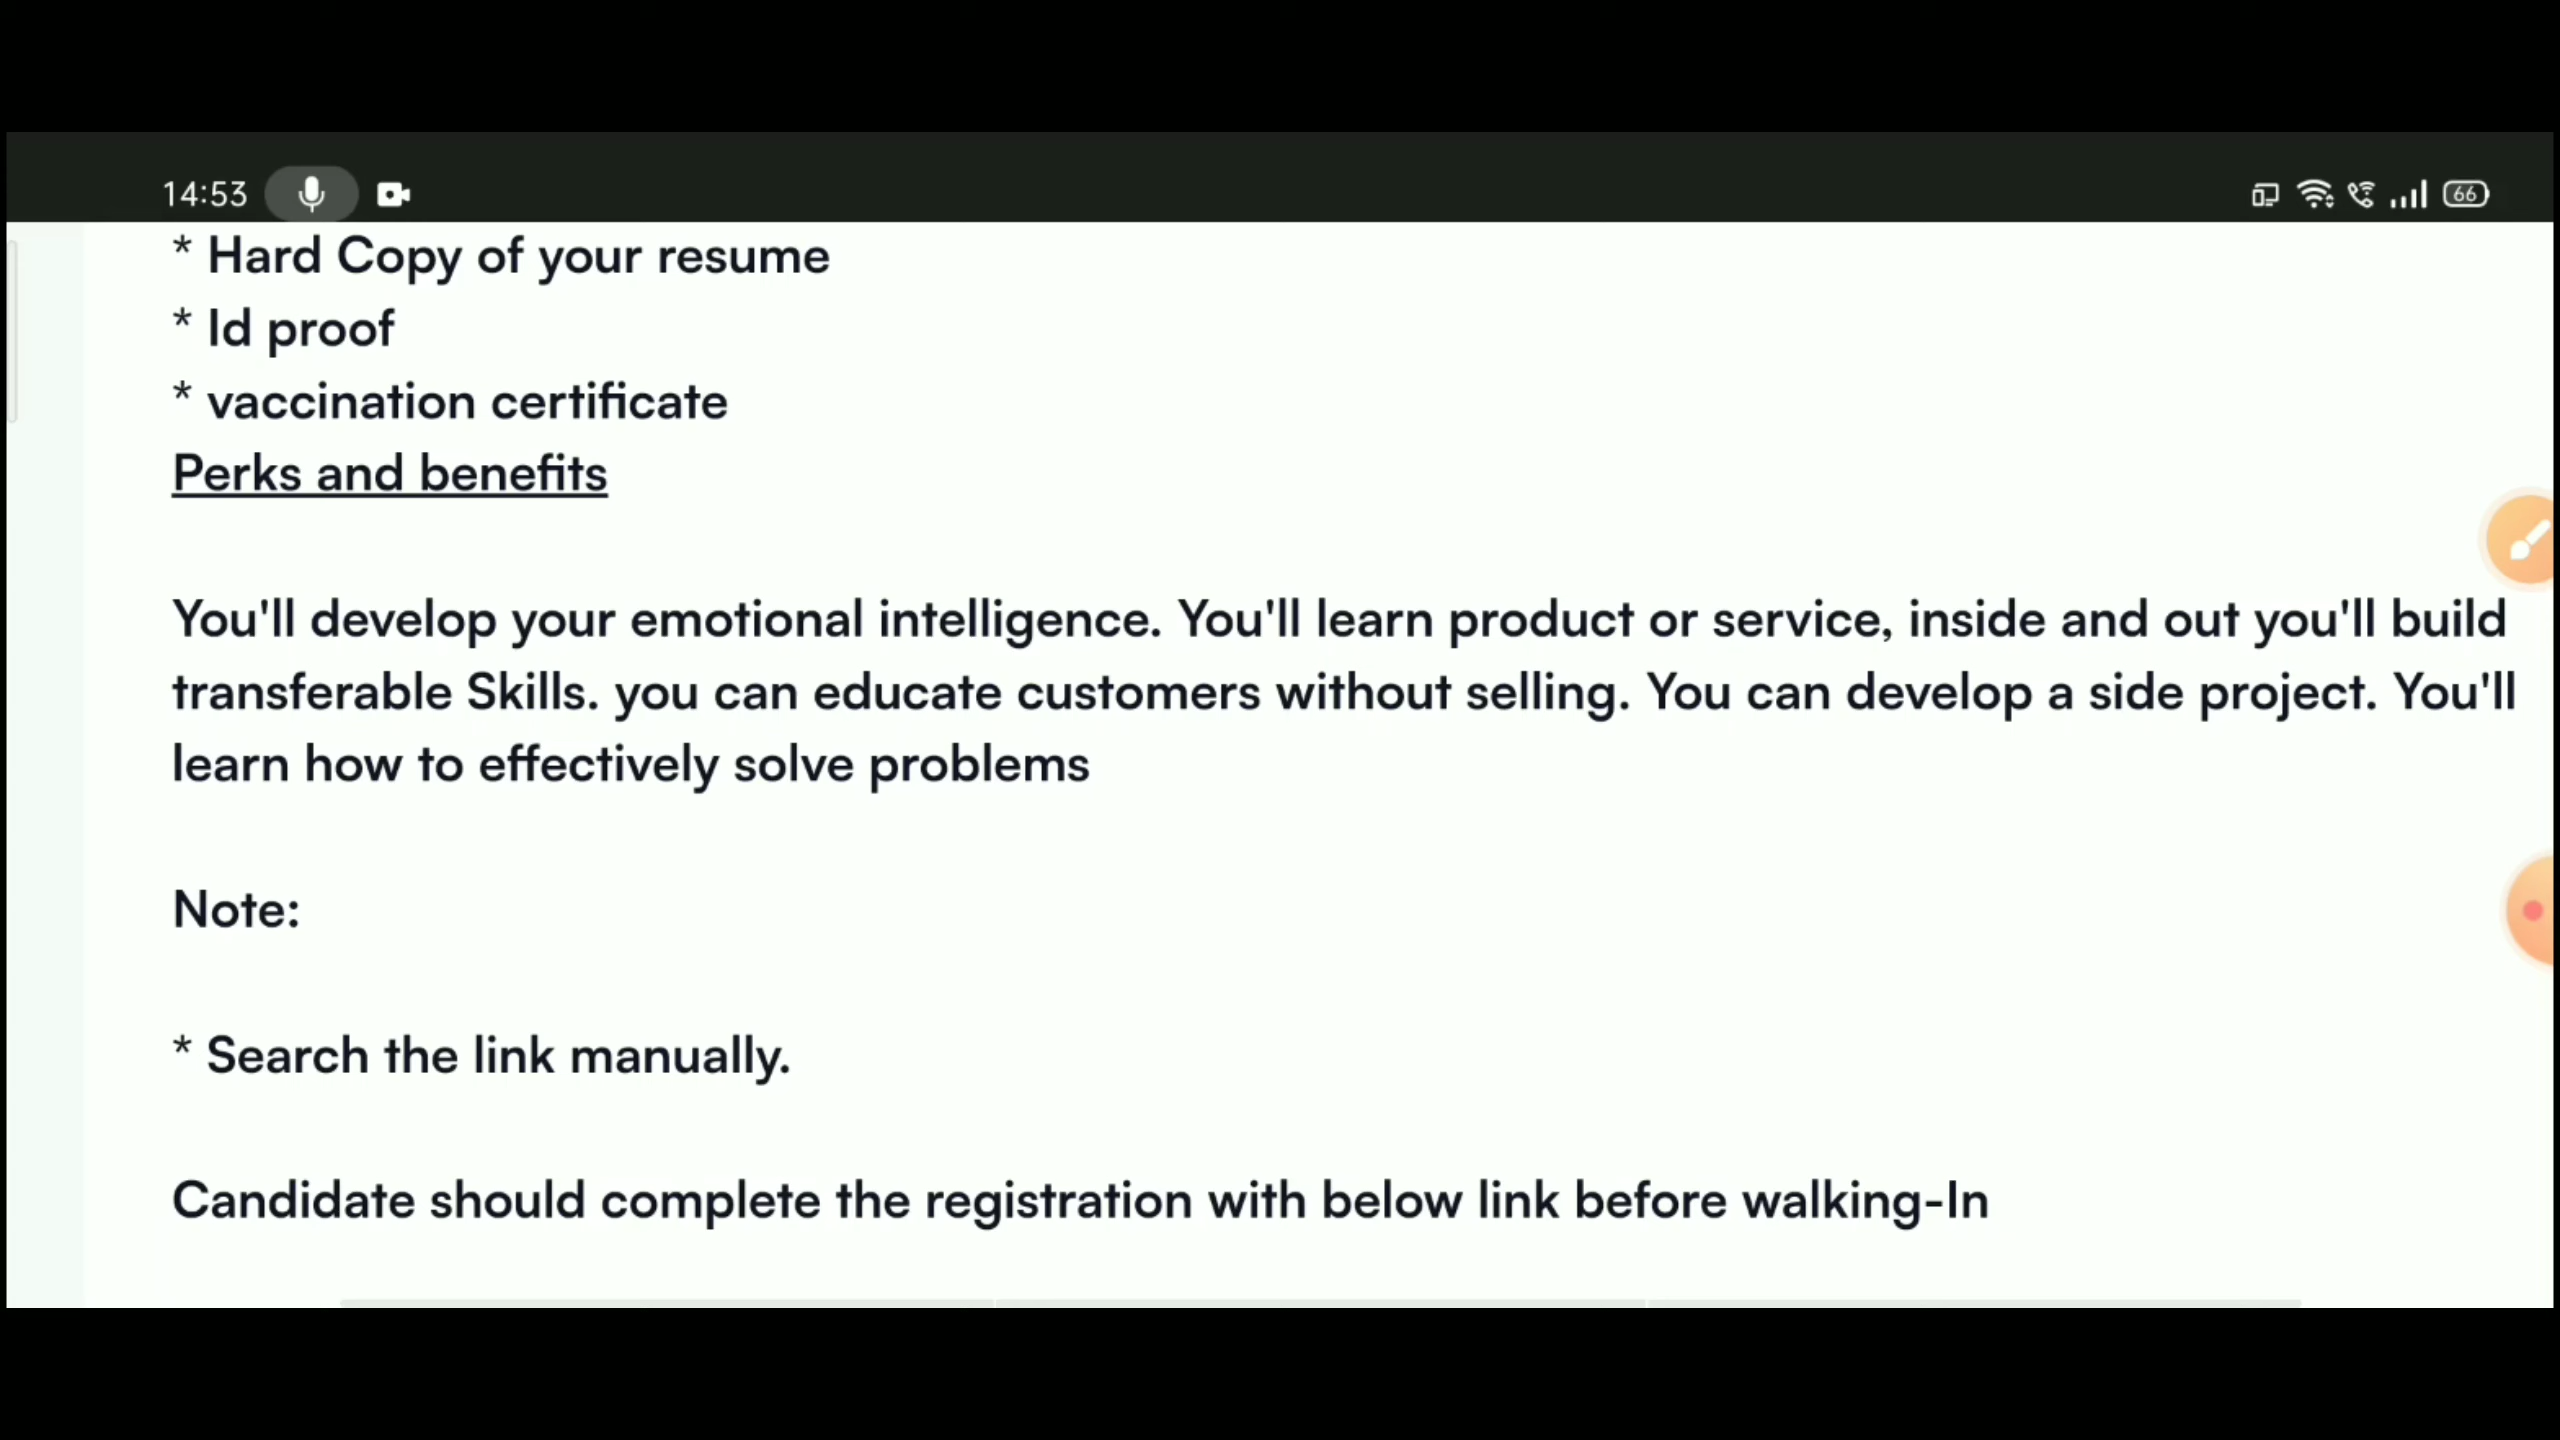 14:53
66
* Hard Copy of your resume
* Id proof
* vaccination certificate
Perks and benefits
You'll develop your emotional intelligence. You'll learn product or service, inside and out you'll build
transferable Skills. you can educate customers without selling. You can develop a side project. You'll
learn how to effectively solve problems
Note:
* Search the link manually.
Candidate should complete the registration with below link before walking-In